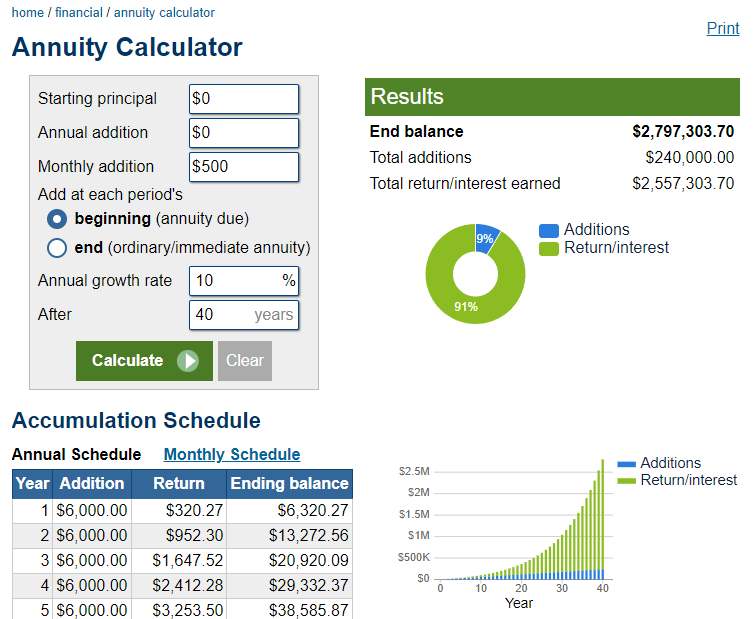 home / financial / annuity calculator
Print
Annuity Calculator
Starting principal $0
Annual addition $0
Monthly addition $500
Add at each period's
beginning (annuity due)
end (ordinary/immediate annuity)
Annual growth rate 10 %
After 40 years
Calculate Clear
Results
End balance $2,797,303.70
Total additions $240,000.00
Total return/interest earned $2,557,303.70
9%
91%
Additions
Return/interest
Accumulation Schedule
Annual Schedule Monthly Schedule
Year Addition Return Ending balance
1 $6,000.00 $320.27 $6,320.27
2 $6,000.00 $952.30 $13,272.56
3 $6,000.00 $1,647.52 $20,920.09
4 $6,000.00 $2,412.28 $29,332.37
5 $6,000.00 $3,253.50 $38,585.87
$2.5M
$2M
$1.5M
$1M
$500K
$0
0 10 20 30 40
Year
Additions
Return/interest